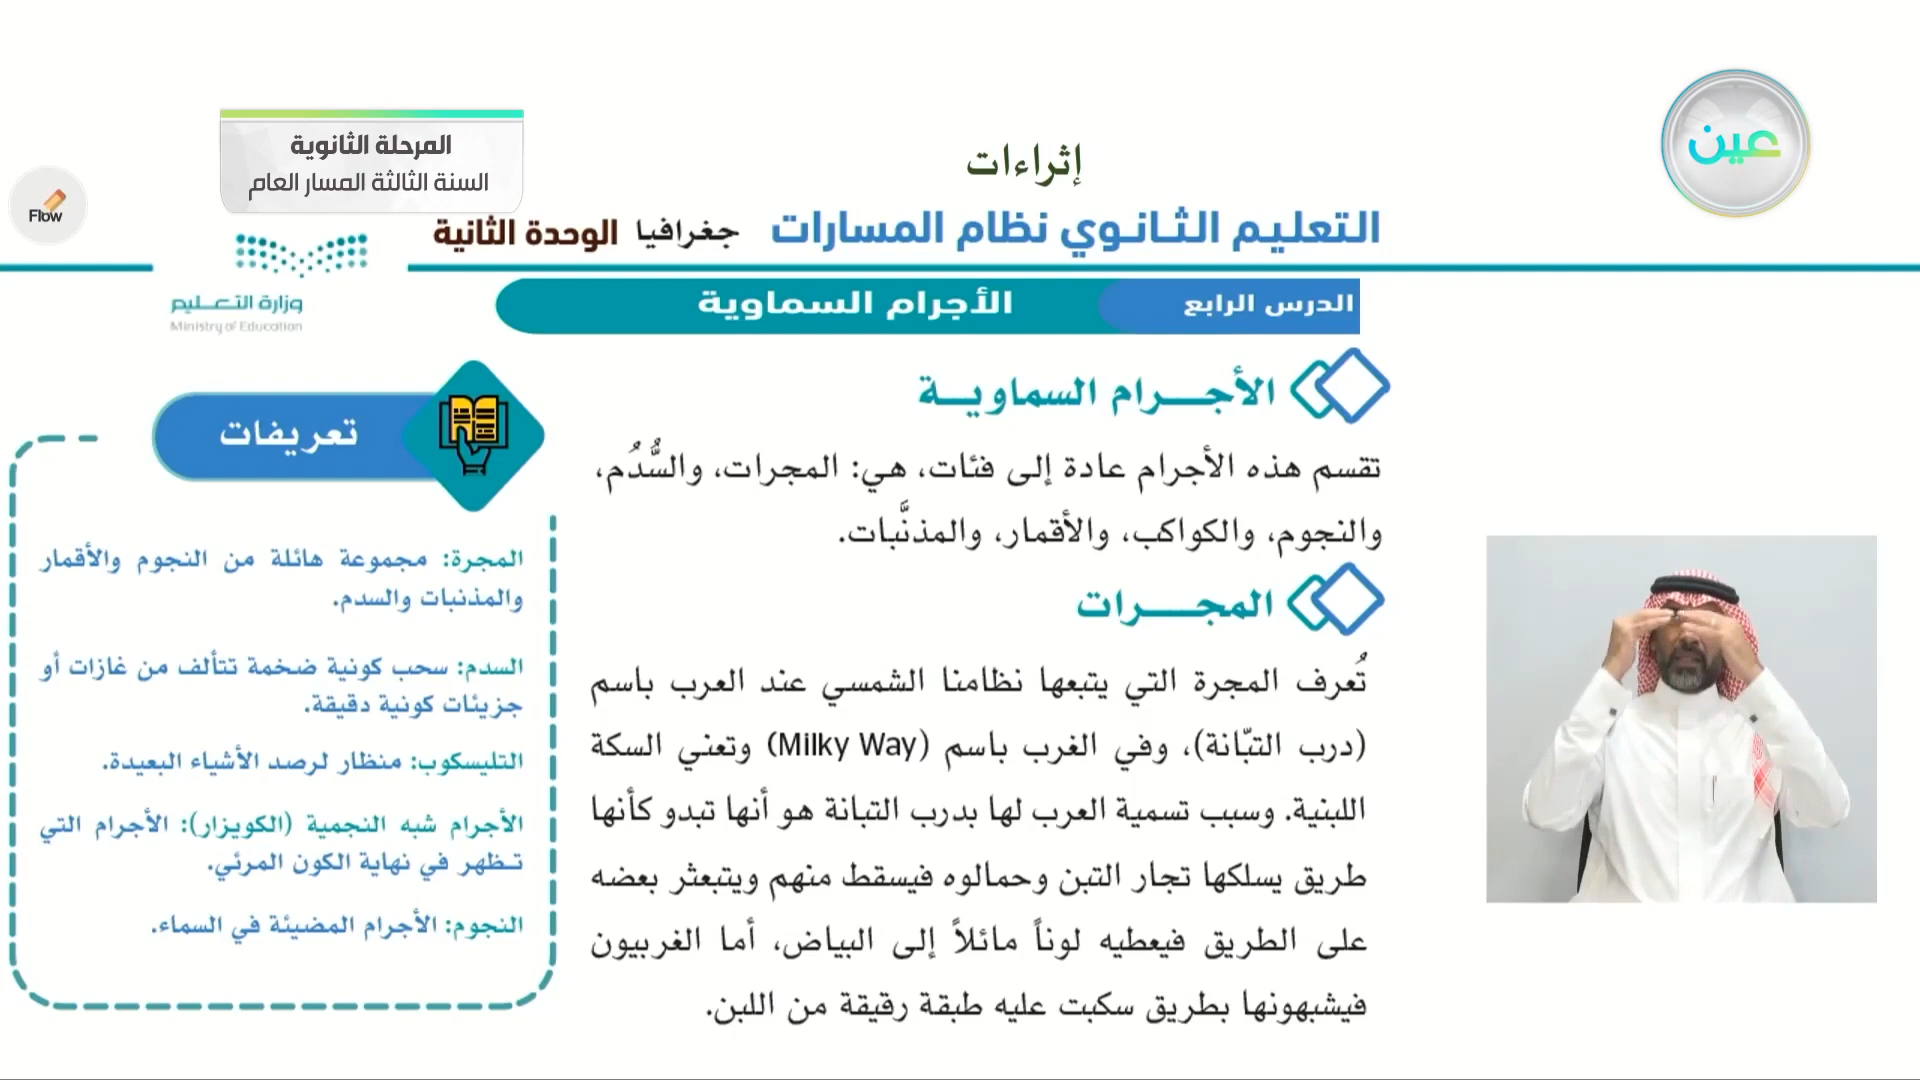 عين
إثراءات
المرحلة الثانوية
السنة الثالثة المسار العام
Flow
التعليم الثانوي نظام المسارات جغرافيا الوحدة الثانية
وزارة التعـــليم
Ministry of Education
الدرس الرابع الأجرام السماوية
الأجـــرام السماويــة
تقسم هذه الأجرام عادة إلى فئات، هي: المجرات، والسُّدُم،
والنجوم، والكواكب، والأقمار، والمذنَّبات.
المجـــــرات
تُعرف المجرة التي يتبعها نظامنا الشمسي عند العرب باسم
(درب التبّانة)، وفي الغرب باسم (Milky Way) وتعني السكة
اللبنية. وسبب تسمية العرب لها بدرب التبانة هو أنها تبدو كأنها
طريق يسلكها تجار التبن وحمالوه فيسقط منهم ويتبعثر بعضه
على الطريق فيعطيه لوناً مائلاً إلى البياض، أما الغربيون
فيشبهونها بطريق سكبت عليه طبقة رقيقة من اللبن.
تعريفات
المجرة: مجموعة هائلة من النجوم والأقمار
والمذنبات والسدم.
السدم: سحب كونية ضخمة تتألف من غازات أو
جزيئات كونية دقيقة.
التليسكوب: منظار لرصد الأشياء البعيدة.
الأجرام شبه النجمية (الكويزار): الأجرام التي
تـظهر في نهاية الكون المرئي.
النجوم: الأجرام المضيئة في السماء.